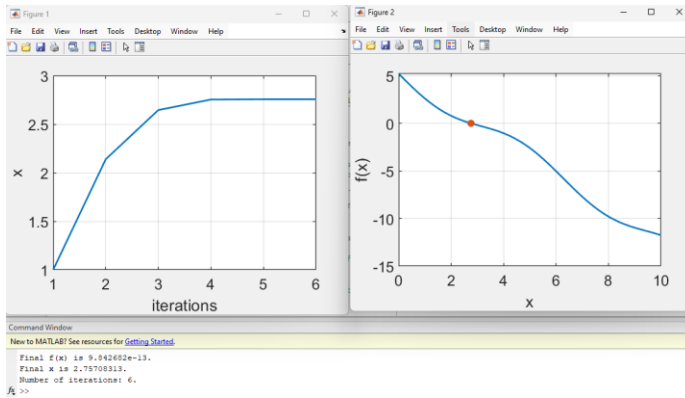 Figure 1
File Edit View Insert Tools Desktop Window Help
3
2.5
2
1.5
1
x
1 2 3 4 5 6
iterations
Figure 2
File Edit View Insert Tools Desktop Window Help
5
0
-5
-10
-15
f(x)
0 2 4 6 8 10
x
Command Window
New to MATLAB? See resources for Getting Started.
Final f(x) is 9.842682e-13.
Final x is 2.75708313.
Number of iterations: 6.
fx >>